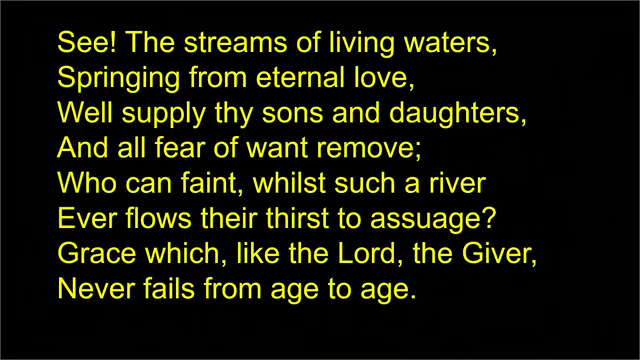 See! The streams of living waters,
Springing from eternal love,
Well supply thy sons and daughters,
And all fear of want remove;
Who can faint, whilst such a river
Ever flows their thirst to assuage?
Grace which, like the Lord, the Giver,
Never fails from age to age.